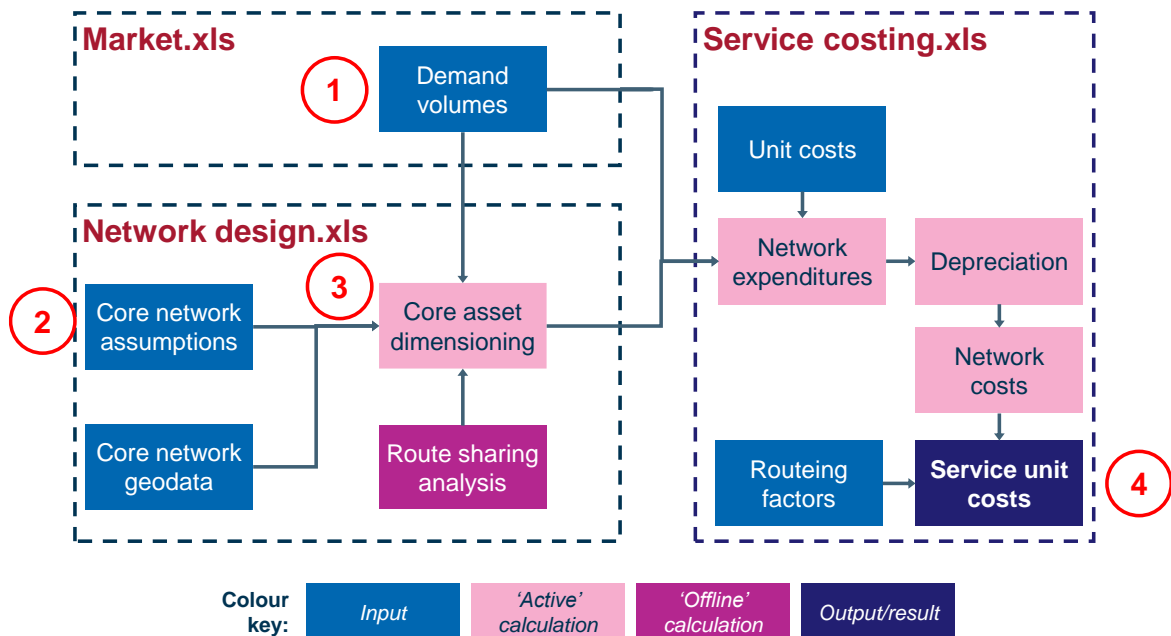 Market.xls
1
Demand
volumes
Network design.xls
2
Core network
assumptions
3
Core asset
dimensioning
Core network
geodata
Route sharing
analysis
Service costing.xls
Unit costs
Network
expenditures
Depreciation
Network
costs
Routeing
factors
Service unit
costs
4
Colour
key:
Input
‘Active’
calculation
‘Offline’
calculation
Output/result